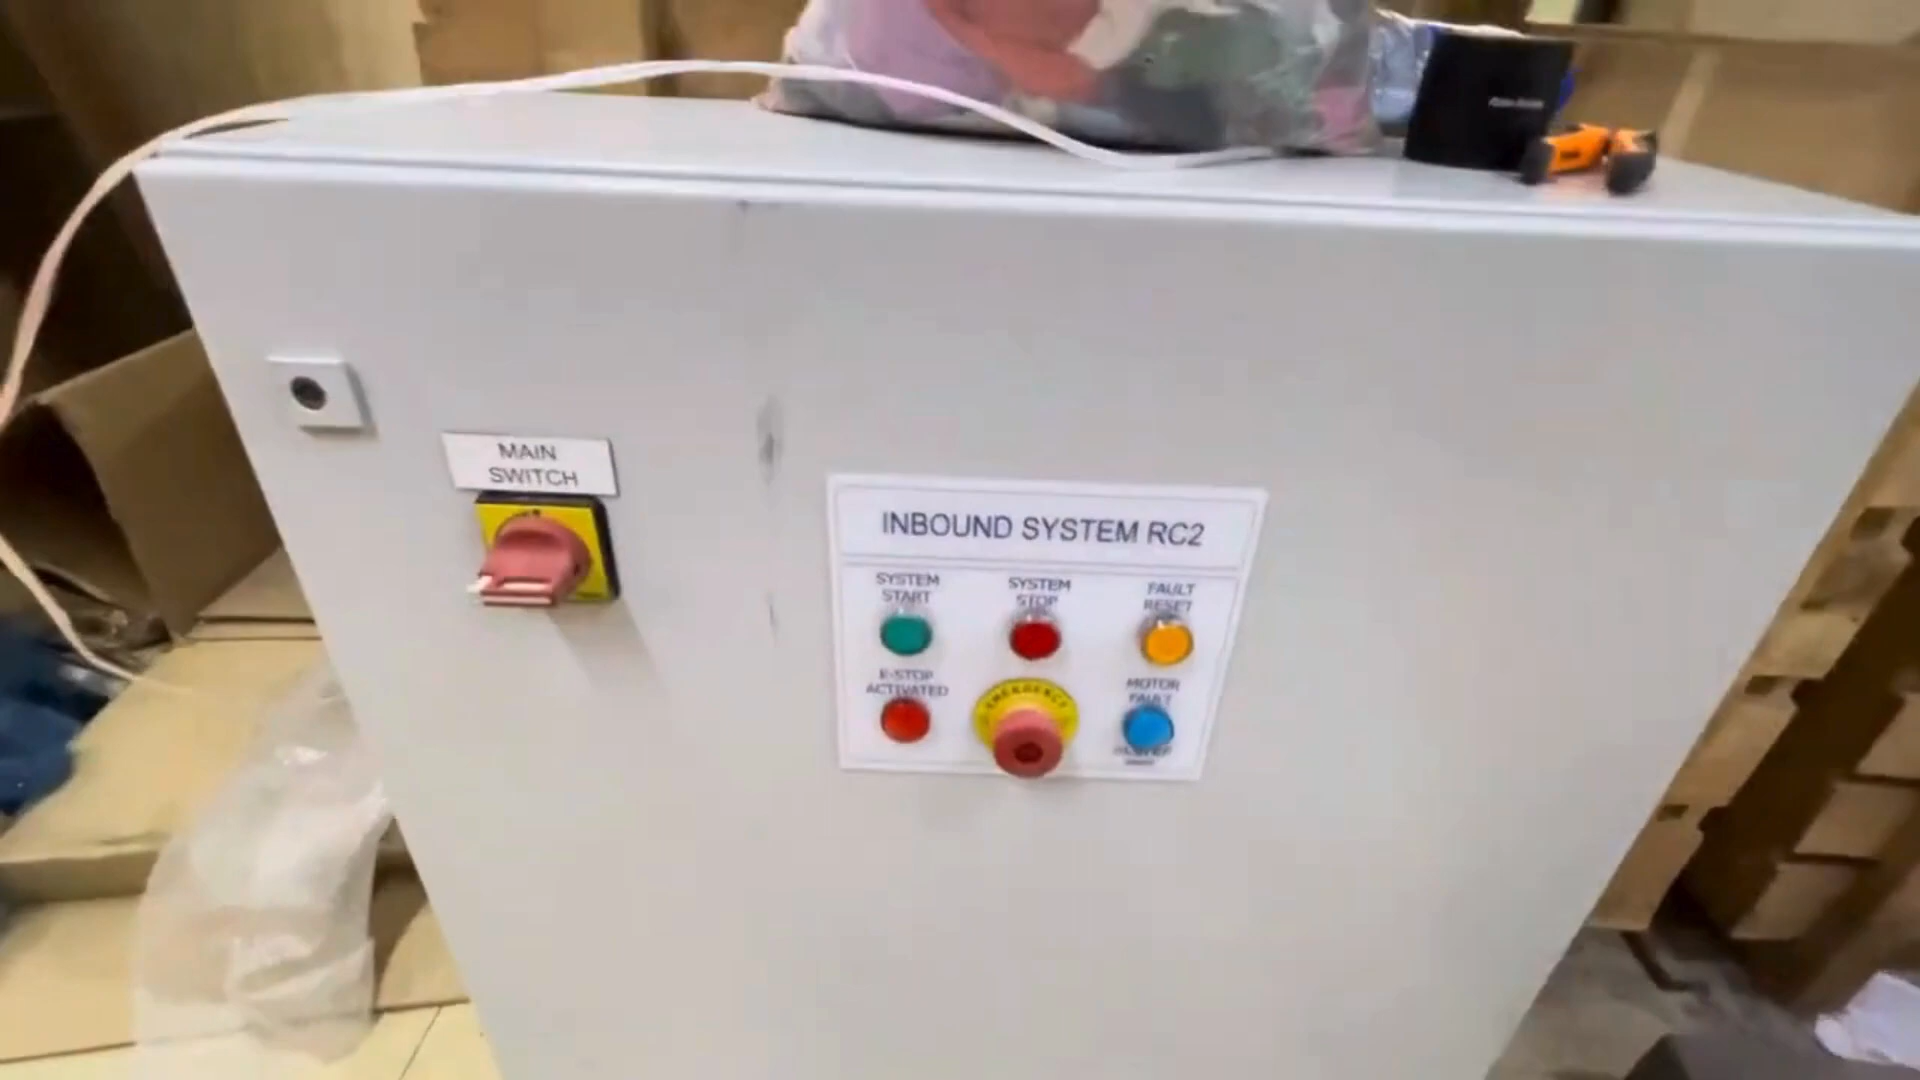 MAIN
SWITCH
INBOUND SYSTEM RC2
SYSTEM
START
SYSTEM
STOP
FAULT
RESET
E-STOP
ACTIVATED
EMERGENCY
MOTOR
FAULT